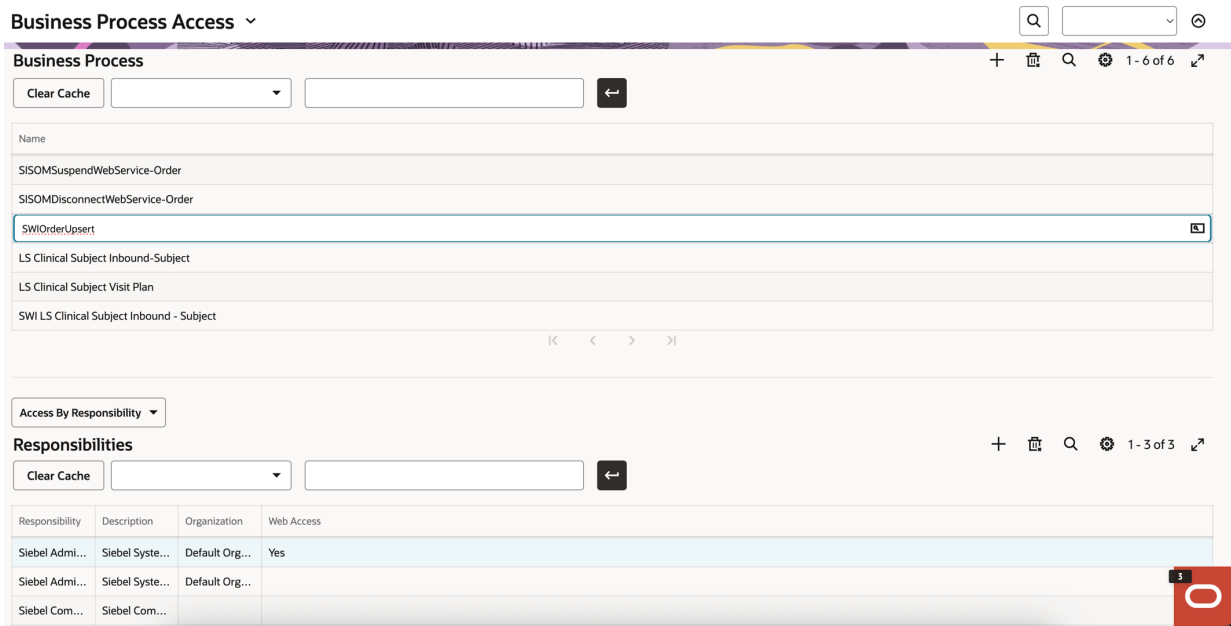 Business Process Access
Business Process
1 - 6 of 6
Clear Cache
Name
SISOMSuspendWebService-Order
SISOMDisconnectWebService-Order
SWIOrderUpsert
LS Clinical Subject Inbound-Subject
LS Clinical Subject Visit Plan
SWI LS Clinical Subject Inbound - Subject
Access By Responsibility
Responsibilities
1 - 3 of 3
Clear Cache
Responsibility Description Organization Web Access
Siebel Admi... Siebel Syste... Default Org... Yes
Siebel Admi... Siebel Syste... Default Org...
3
Siebel Com... Siebel Com...